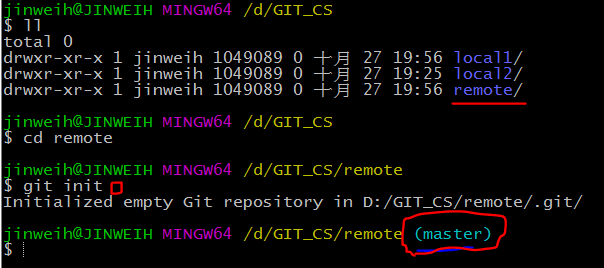 jinweih@JINWEIH MINGW64 /d/GIT_CS
$ ll
total 0
drwxr-xr-x 1 jinweih 1049089 0 十月 27 19:56 local1/
drwxr-xr-x 1 jinweih 1049089 0 十月 27 19:25 local2/
drwxr-xr-x 1 jinweih 1049089 0 十月 27 19:56 remote/
jinweih@JINWEIH MINGW64 /d/GIT_CS
$ cd remote
jinweih@JINWEIH MINGW64 /d/GIT_CS/remote
$ git init
Initialized empty Git repository in D:/GIT_CS/remote/.git/
jinweih@JINWEIH MINGW64 /d/GIT_CS/remote (master)
$